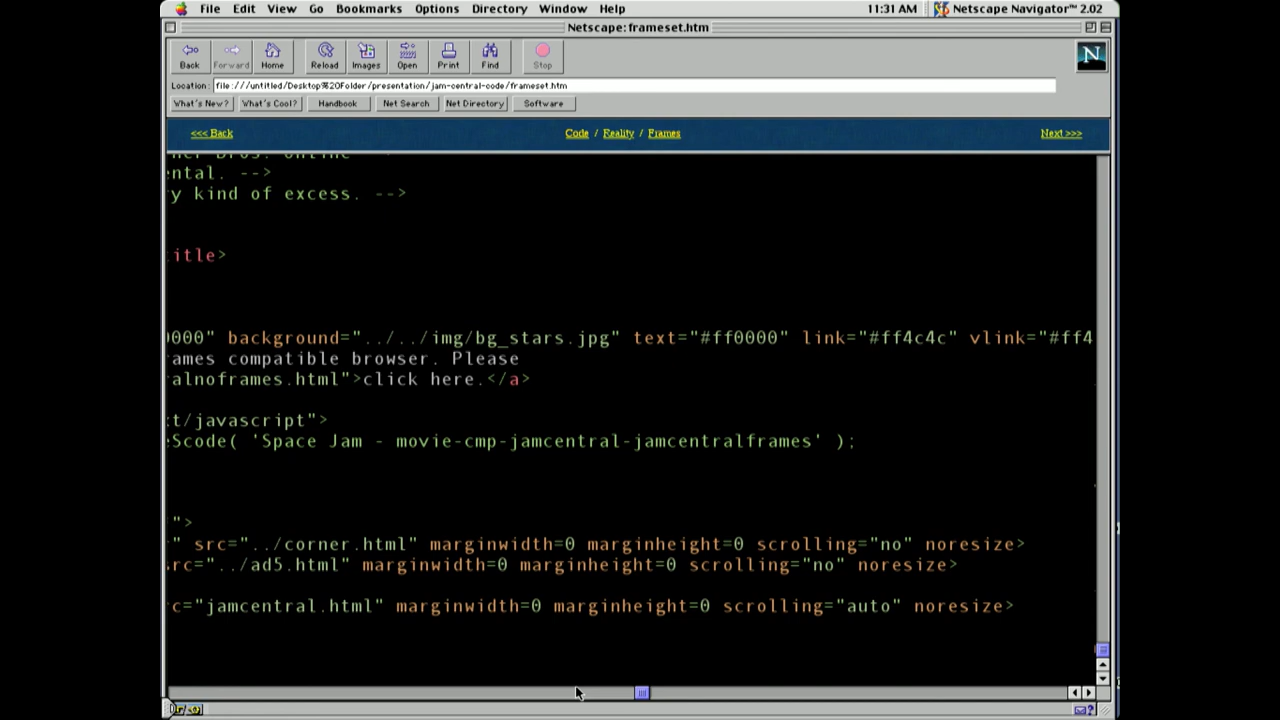 File Edit View Go Bookmarks Options Directory Window Help 11:31 AM Netscape Navigator™ 2.02
Netscape: frameset.htm
Back Forward Home Reload Images Open Print Find Stop
N
Location: file:///untitled/Desktop%20Folder/presentation/jam-central-code/frameset.htm
What's New? What's Cool? Handbook Net Search Net Directory Software
<<< Back Code / Reality / Frames Next >>>
ner Bros. Online
ntal. -->
y kind of excess. -->
itle>
0000" background="../../img/bg_stars.jpg" text="#ff0000" link="#ff4c4c" vlink="#ff4
ames compatible browser. Please
alnoframes.html">click here.</a>
t/javascript">
Scode( 'Space Jam - movie-cmp-jamcentral-jamcentralframes' );
">
" src="../corner.html" marginwidth=0 marginheight=0 scrolling="no" noresize>
rc="../ad5.html" marginwidth=0 marginheight=0 scrolling="no" noresize>
c="jamcentral.html" marginwidth=0 marginheight=0 scrolling="auto" noresize>